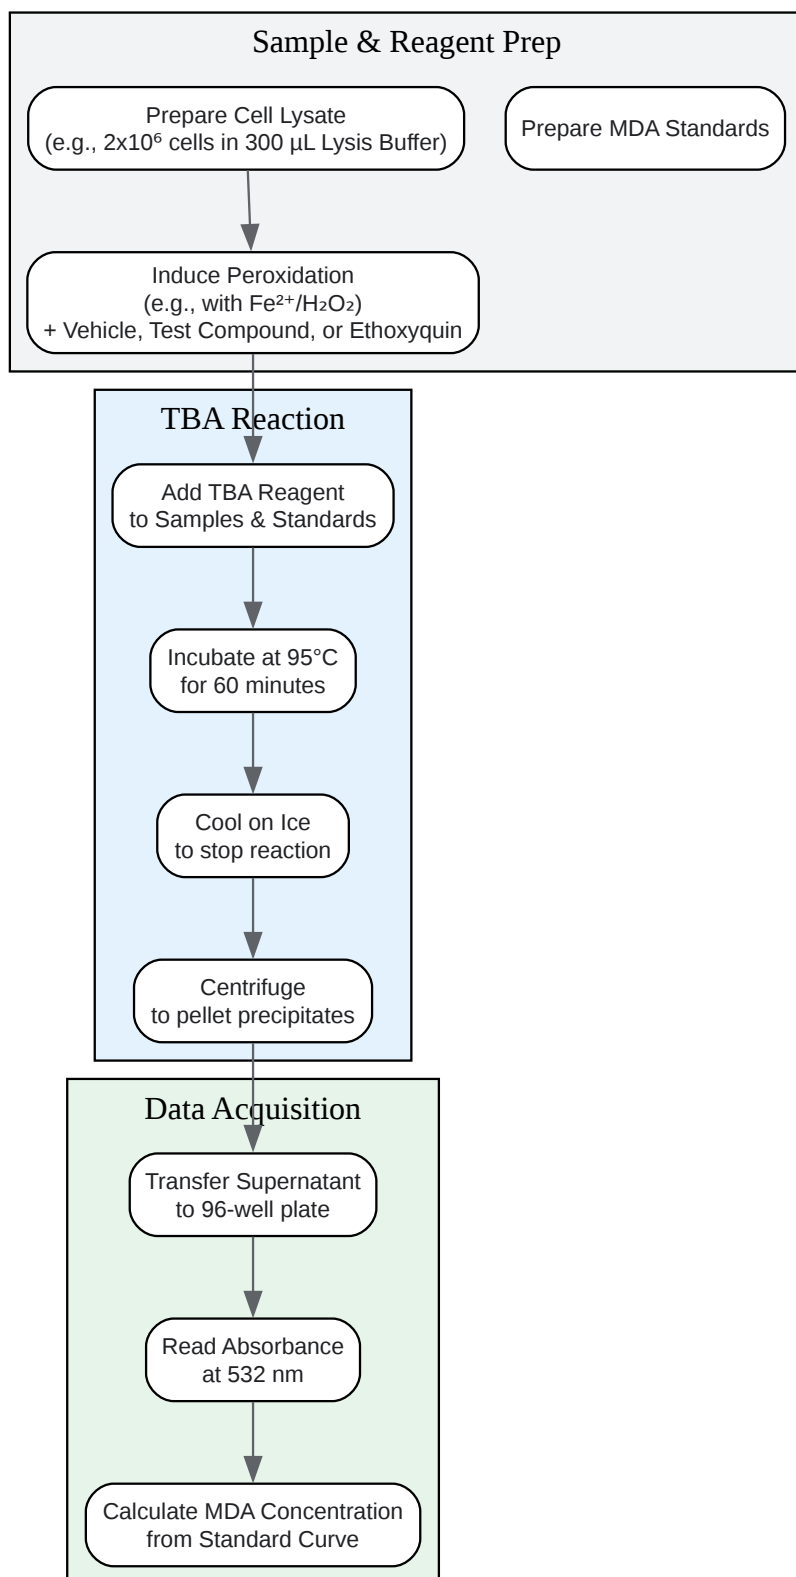 Sample & Reagent Prep
Prepare Cell Lysate
(e.g., 2x10⁶ cells in 300 µL Lysis Buffer)
Prepare MDA Standards
Induce Peroxidation
(e.g., with Fe²⁺/H₂O₂)
+ Vehicle, Test Compound, or Ethoxyquin
TBA Reaction
Add TBA Reagent
to Samples & Standards
Incubate at 95°C
for 60 minutes
Cool on Ice
to stop reaction
Centrifuge
to pellet precipitates
Data Acquisition
Transfer Supernatant
to 96-well plate
Read Absorbance
at 532 nm
Calculate MDA Concentration
from Standard Curve